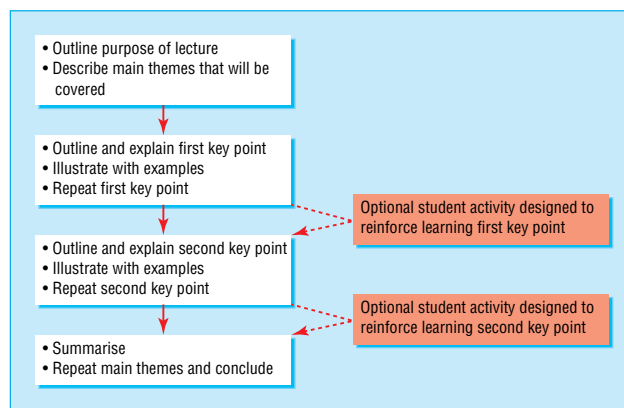 • Outline purpose of lecture
• Describe main themes that will be
covered
• Outline and explain first key point
• Illustrate with examples
• Repeat first key point
Optional student activity designed to
reinforce learning first key point
• Outline and explain second key point
• Illustrate with examples
• Repeat second key point
Optional student activity designed to
reinforce learning second key point
• Summarise
• Repeat main themes and conclude